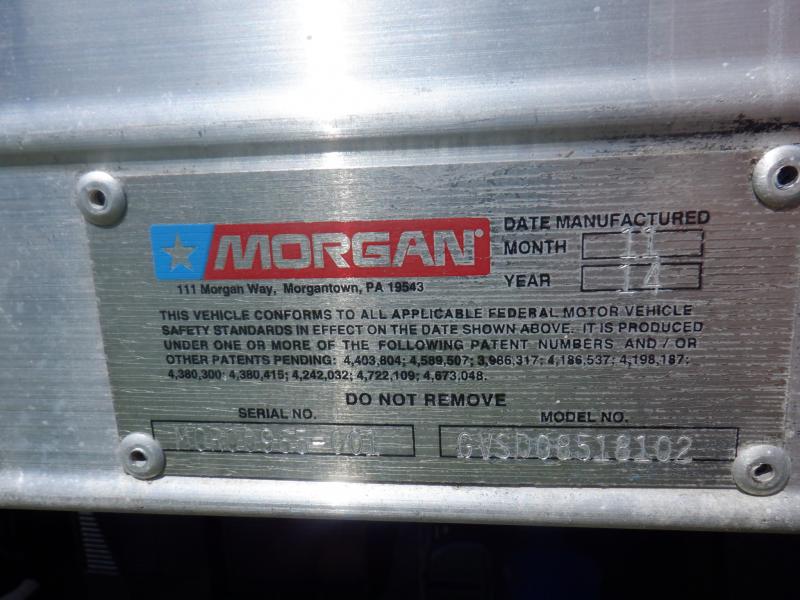 MORGAN
DATE MANUFACTURED
MONTH 11
YEAR 14
111 Morgan Way, Morgantown, PA 19543
THIS VEHICLE CONFORMS TO ALL APPLICABLE FEDERAL MOTOR VEHICLE
SAFETY STANDARDS IN EFFECT ON THE DATE SHOWN ABOVE. IT IS PRODUCED
UNDER ONE OR MORE OF THE FOLLOWING PATENT NUMBERS AND / OR
OTHER PATENTS PENDING: 4,403,804; 4,589,507; 3,986,317; 4,186,537; 4,198,187;
4,380,300; 4,380,415; 4,242,032; 4,722,109; 4,673,048.
DO NOT REMOVE
SERIAL NO.
MODEL NO.
GVSD08518102